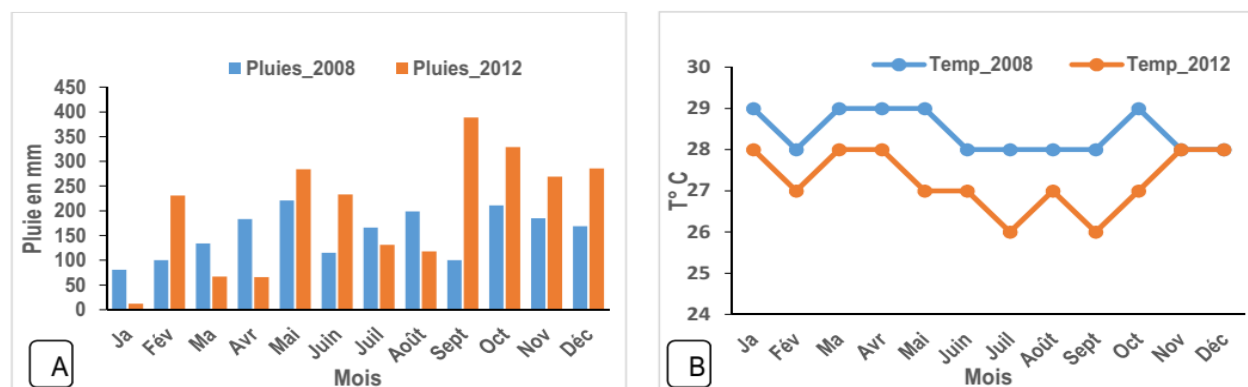 Pluies_2008 Pluies_2012
Pluie en mm
450
400
350
300
250
200
150
100
50
0
Ja Fév Ma Avr Mai Juin Juil Août Sept Oct Nov Déc
Mois
A
Temp_2008 Temp_2012
T° C
30
29
28
27
26
25
24
Ja Fév Ma Avr Mai Juin Juil Août Sept Oct Nov Déc
Mois
B